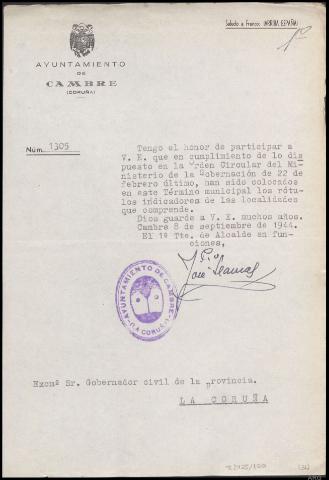 Saludo a Franco: ¡ARRIBA ESPAÑA!
1º
AYUNTAMIENTO
DE
CAMBRE
(CORUÑA)
Núm. 1305
Tengo el honor de participar a
V. E. que en cumplimiento de lo dis
puesto en la Orden Circular del Mi-
nisterio de la Gobernación de 22 de
febrero último, han sido colocados
en este Término municipal los rótu-
los indicadores de las localidades
que comprende.
Dios guarde a V. E. muchos años.
Cambre 8 de septiembre de 1944.
El 1º Tte. de Alcalde en fun-
ciones,
José
AYUNTAMIENTO DE CAMBRE
(LA CORUÑA)
Excmº Sr. Gobernador civil de la Provincia.
LA CORUÑA